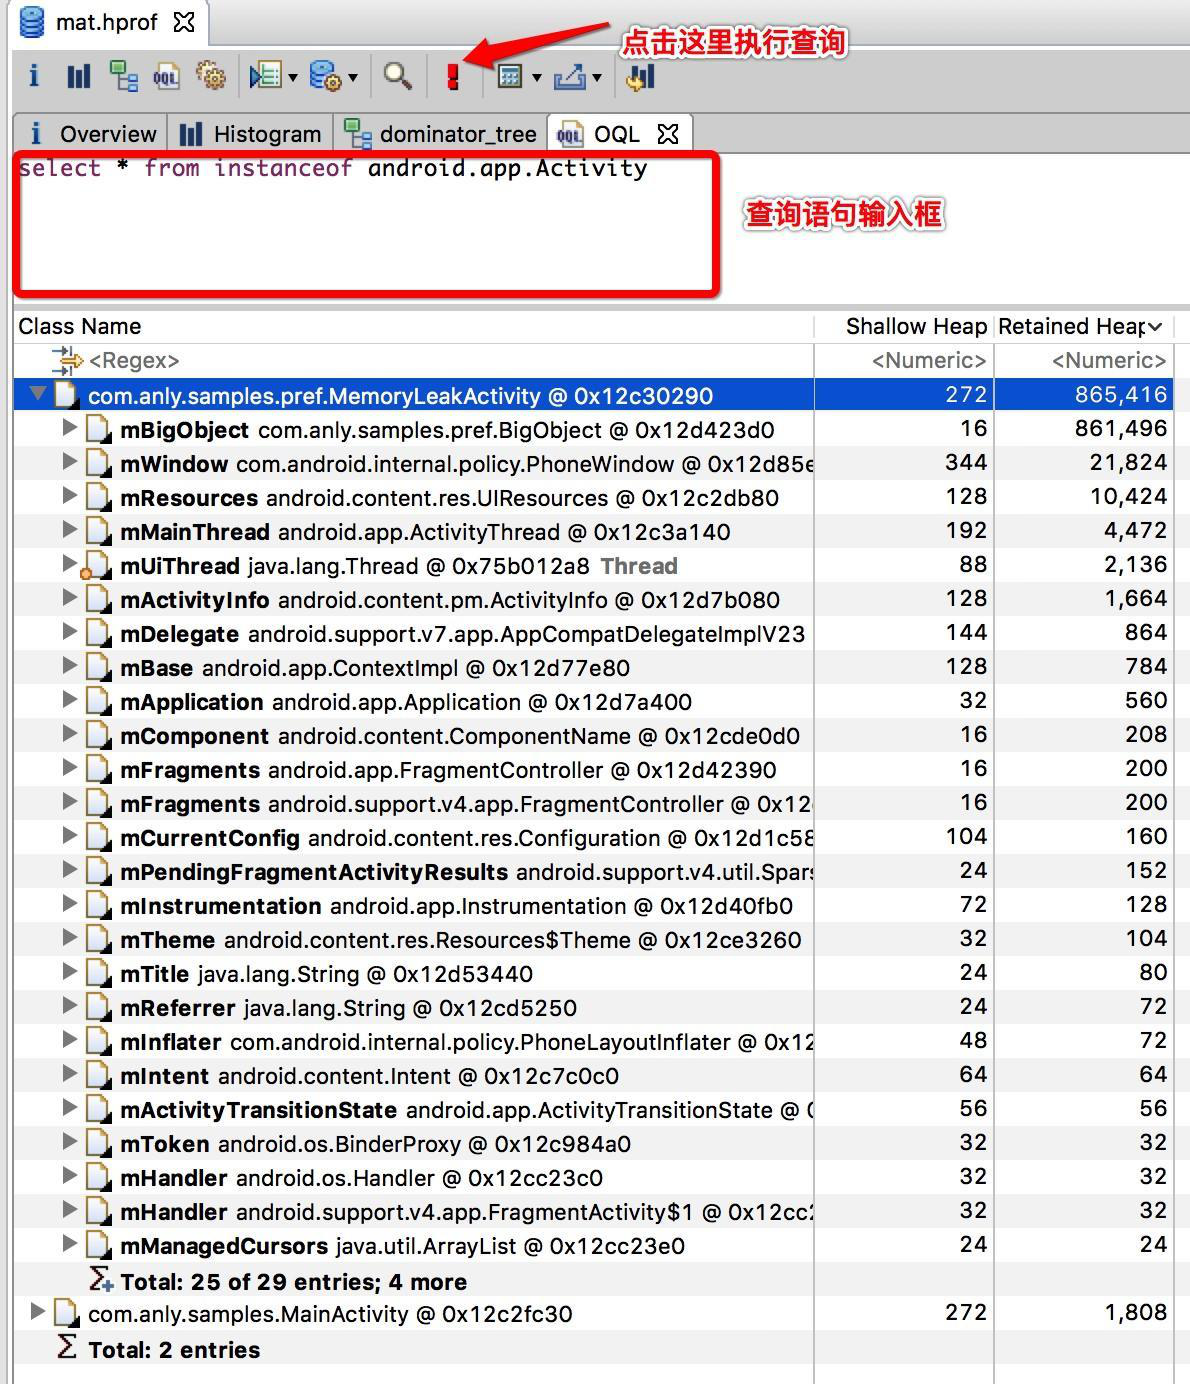 mat.hprof
点击这里执行查询
i OQL
i Overview Histogram dominator_tree OQL OQL
select * from instanceof android.app.Activity
查询语句输入框
Class Name Shallow Heap Retained Heap
<Regex> <Numeric> <Numeric>
com.anly.samples.pref.MemoryLeakActivity @ 0x12c30290 272 865,416
mBigObject com.anly.samples.pref.BigObject @ 0x12d423d0 16 861,496
mWindow com.android.internal.policy.PhoneWindow @ 0x12d85e 344 21,824
mResources android.content.res.UIResources @ 0x12c2db80 128 10,424
mMainThread android.app.ActivityThread @ 0x12c3a140 192 4,472
mUiThread java.lang.Thread @ 0x75b012a8 Thread 88 2,136
mActivityInfo android.content.pm.ActivityInfo @ 0x12d7b080 128 1,664
mDelegate android.support.v7.app.AppCompatDelegateImplV23 144 864
mBase android.app.ContextImpl @ 0x12d77e80 128 784
mApplication android.app.Application @ 0x12d7a400 32 560
mComponent android.content.ComponentName @ 0x12cde0d0 16 208
mFragments android.app.FragmentController @ 0x12d42390 16 200
mFragments android.support.v4.app.FragmentController @ 0x12 16 200
mCurrentConfig android.content.res.Configuration @ 0x12d1c58 104 160
mPendingFragmentActivityResults android.support.v4.util.Spars 24 152
mInstrumentation android.app.Instrumentation @ 0x12d40fb0 72 128
mTheme android.content.res.Resources$Theme @ 0x12ce3260 32 104
mTitle java.lang.String @ 0x12d53440 24 80
mReferrer java.lang.String @ 0x12cd5250 24 72
mInflater com.android.internal.policy.PhoneLayoutInflater @ 0x12 48 72
mIntent android.content.Intent @ 0x12c7c0c0 64 64
mActivityTransitionState android.app.ActivityTransitionState @ 0 56 56
mToken android.os.BinderProxy @ 0x12c984a0 32 32
mHandler android.os.Handler @ 0x12cc23c0 32 32
mHandler android.support.v4.app.FragmentActivity$1 @ 0x12cc2 32 32
mManagedCursors java.util.ArrayList @ 0x12cc23e0 24 24
Total: 25 of 29 entries; 4 more
com.anly.samples.MainActivity @ 0x12c2fc30 272 1,808
Total: 2 entries